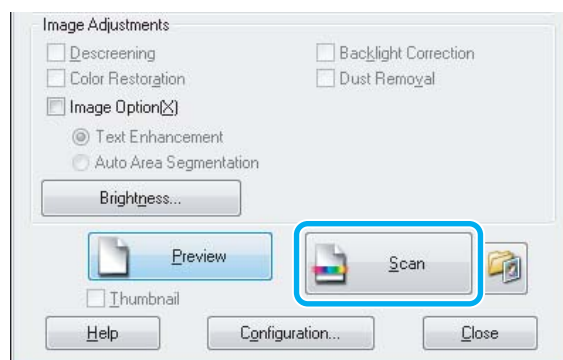 Image Adjustments
Descreening Backlight Correction
Color Restoration Dust Removal
Image Option(X)
Text Enhancement
Auto Area Segmentation
Brightness...
Preview Scan
Thumbnail
Help Configuration... Close